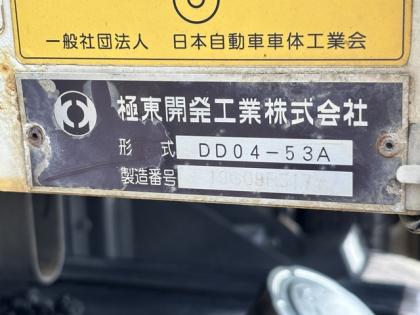 一般社団法人 日本自動車車体工業会
極東開発工業株式会社
形式 DD04-53A
製造番号